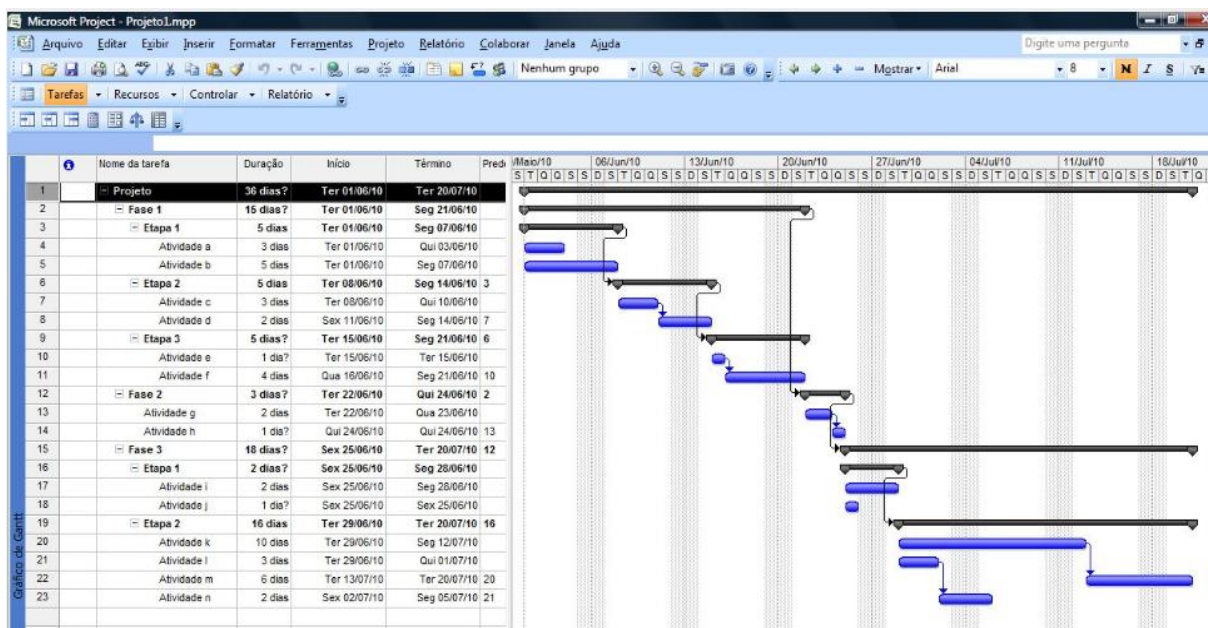 Microsoft Project - Projeto1.mpp
Arquivo Editar Exibir Inserir Formatar Ferramentas Projeto Relatório Colaborar Janela Ajuda Digite uma pergunta
Nenhum grupo Mostrar Arial 8 N I S
Tarefas Recursos Controlar Relatório
Nome da tarefa Duração Início Término Pred /Maio/10 06/Jun/10 13/Jun/10 20/Jun/10 27/Jun/10 04/Jul/10 11/Jul/10 18/Jul/10
S T Q Q S S D S T Q Q S S D S T Q Q S S D S T Q Q S S D S T Q Q S S D S T Q Q S S D S T Q Q S S D S T Q
1 Projeto 36 dias? Ter 01/06/10 Ter 20/07/10
2 Fase 1 15 dias? Ter 01/06/10 Seg 21/06/10
3 Etapa 1 5 dias Ter 01/06/10 Seg 07/06/10
4 Atividade a 3 dias Ter 01/06/10 Qui 03/06/10
5 Atividade b 5 dias Ter 01/06/10 Seg 07/06/10
6 Etapa 2 5 dias Ter 08/06/10 Seg 14/06/10 3
7 Atividade c 3 dias Ter 08/06/10 Qui 10/06/10
8 Atividade d 2 dias Sex 11/06/10 Seg 14/06/10 7
9 Etapa 3 5 dias? Ter 15/06/10 Seg 21/06/10 6
10 Atividade e 1 dia? Ter 15/06/10 Ter 15/06/10
11 Atividade f 4 dias Qua 16/06/10 Seg 21/06/10 10
12 Fase 2 3 dias? Ter 22/06/10 Qui 24/06/10 2
13 Atividade g 2 dias Ter 22/06/10 Qua 23/06/10
14 Atividade h 1 dia? Qui 24/06/10 Qui 24/06/10 13
15 Fase 3 18 dias? Sex 25/06/10 Ter 20/07/10 12
16 Etapa 1 2 dias? Sex 25/06/10 Seg 28/06/10
17 Atividade i 2 dias Sex 25/06/10 Seg 28/06/10
18 Atividade j 1 dia? Sex 25/06/10 Sex 25/06/10
19 Etapa 2 16 dias Ter 29/06/10 Ter 20/07/10 16
20 Atividade k 10 dias Ter 29/06/10 Seg 12/07/10
21 Atividade l 3 dias Ter 29/06/10 Qui 01/07/10
22 Atividade m 6 dias Ter 13/07/10 Ter 20/07/10 20
23 Atividade n 2 dias Sex 02/07/10 Seg 05/07/10 21
Gráfico de Gantt